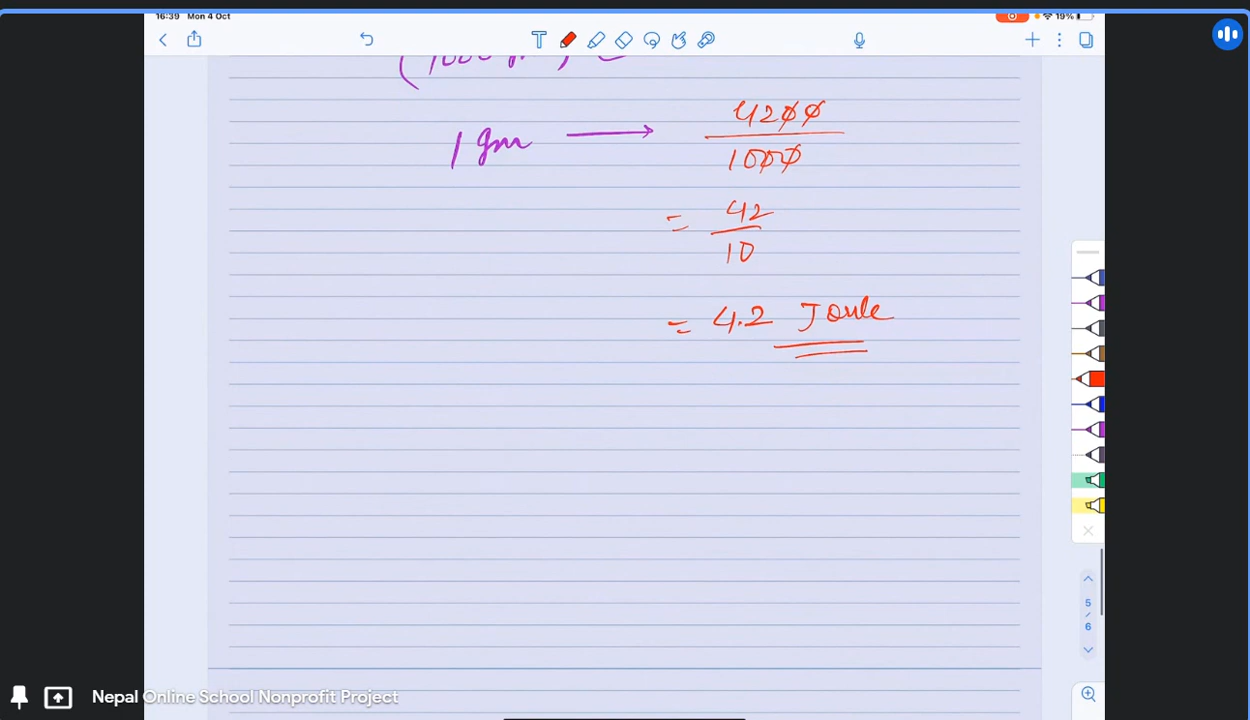 16:39 Mon 4 Oct
19%
T
1 gm → 4200
1000
= 42
10
= 4.2 Joule
5
6
Nepal Online School Nonprofit Project